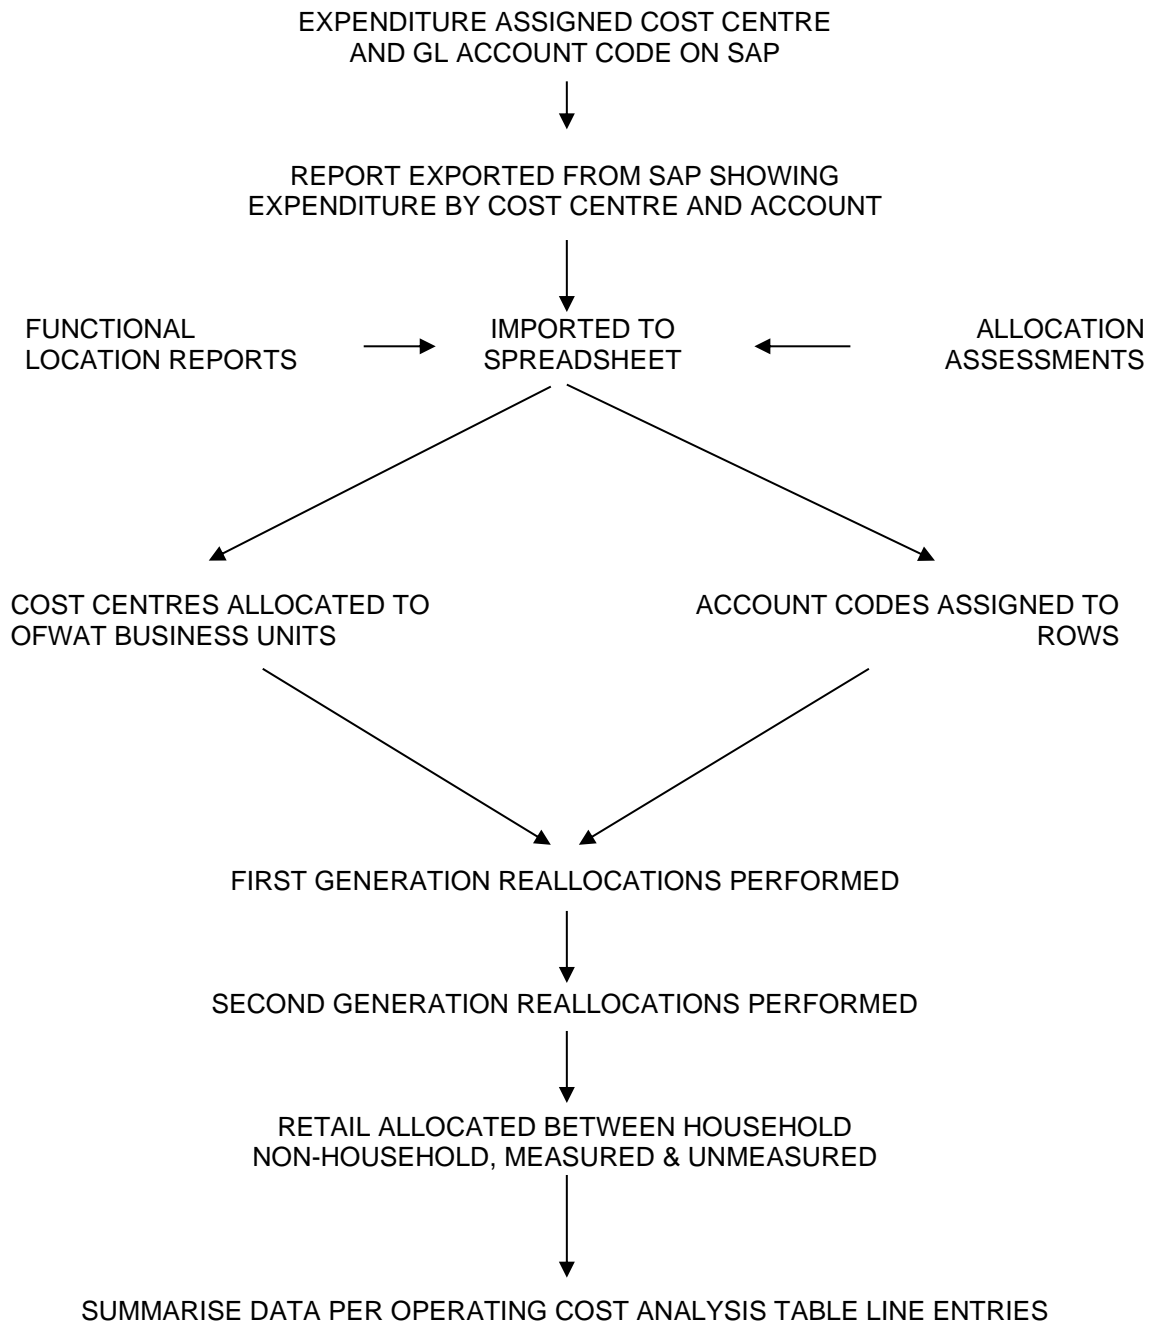 EXPENDITURE ASSIGNED COST CENTRE
AND GL ACCOUNT CODE ON SAP
REPORT EXPORTED FROM SAP SHOWING
EXPENDITURE BY COST CENTRE AND ACCOUNT
FUNCTIONAL
LOCATION REPORTS
IMPORTED TO
SPREADSHEET
ALLOCATION
ASSESSMENTS
COST CENTRES ALLOCATED TO
OFWAT BUSINESS UNITS
ACCOUNT CODES ASSIGNED TO
ROWS
FIRST GENERATION REALLOCATIONS PERFORMED
SECOND GENERATION REALLOCATIONS PERFORMED
RETAIL ALLOCATED BETWEEN HOUSEHOLD
NON-HOUSEHOLD, MEASURED & UNMEASURED
SUMMARISE DATA PER OPERATING COST ANALYSIS TABLE LINE ENTRIES